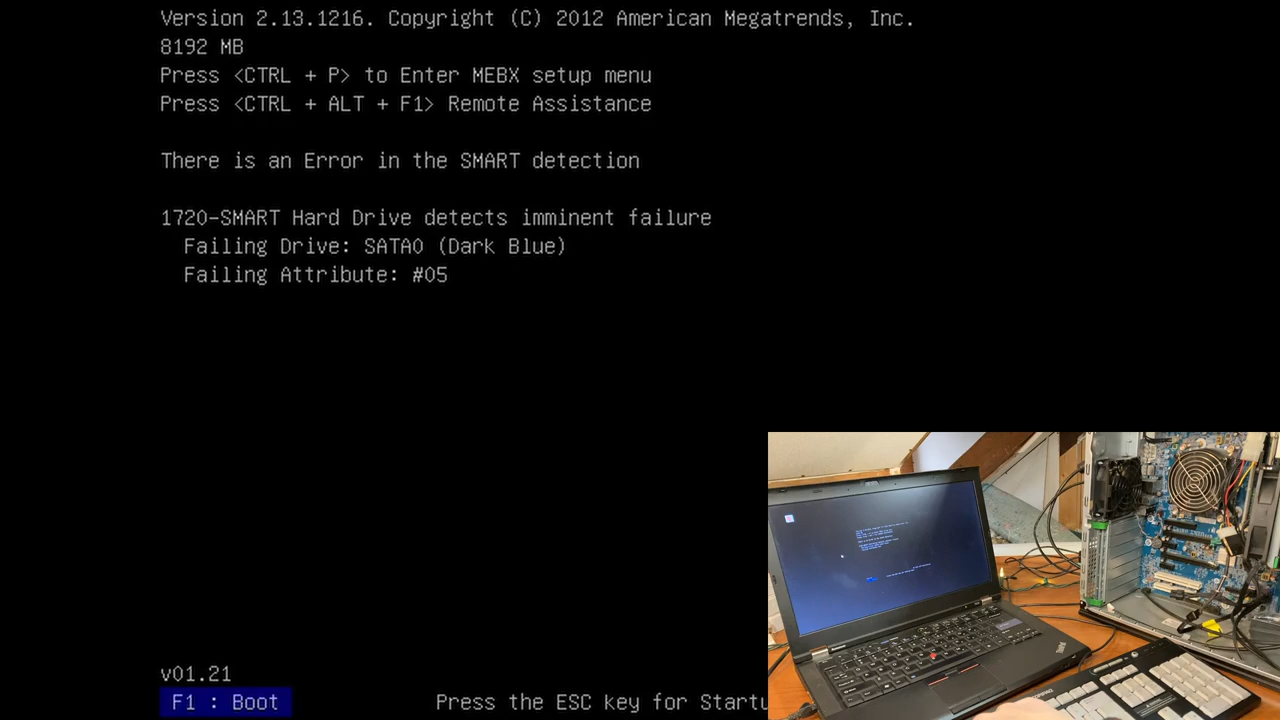 Version 2.13.1216. Copyright (C) 2012 American Megatrends, Inc.
8192 MB
Press <CTRL + P> to Enter MEBX setup menu
Press <CTRL + ALT + F1> Remote Assistance
There is an Error in the SMART detection
1720-SMART Hard Drive detects imminent failure
Failing Drive: SATA0 (Dark Blue)
Failing Attribute: #05
v01.21
F1 : Boot
Press the ESC key for Startu
ThinkPad